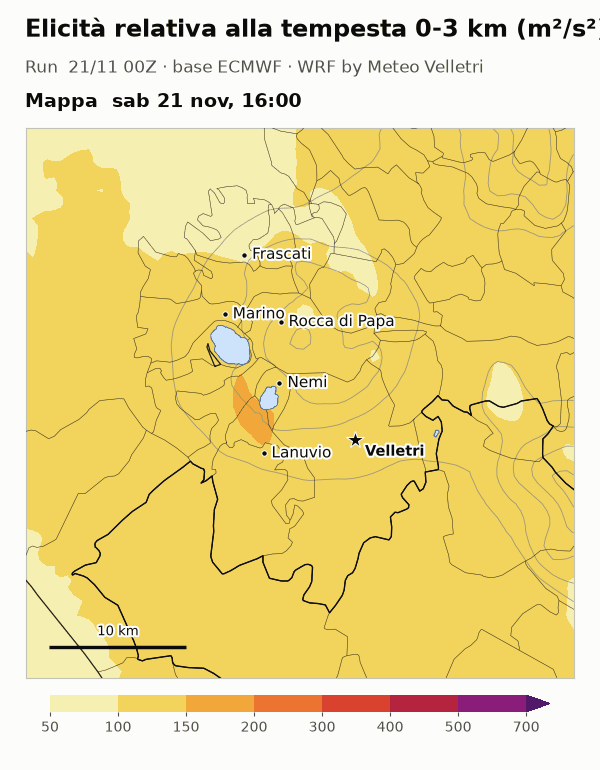 Elicità relativa alla tempesta 0-3 km (m²/s²)
Run 21/11 00Z · base ECMWF · WRF by Meteo Velletri
Mappa sab 21 nov, 16:00
Frascati
Marino
Rocca di Papa
Nemi
Velletri
Lanuvio
10 km
50 100 150 200 300 400 500 700